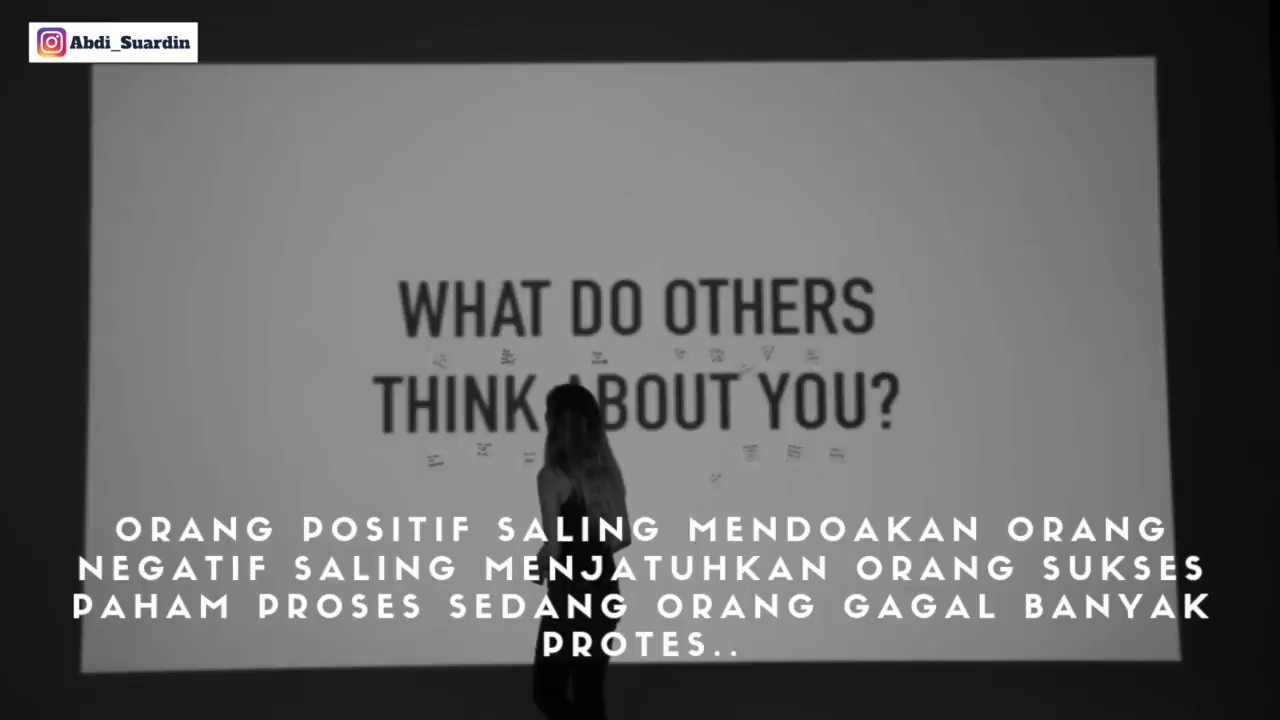 Abdi_Suardin
WHAT DO OTHERS
THINK ABOUT YOU?
ORANG POSITIF SALING MENDOAKAN ORANG
NEGATIF SALING MENJATUHKAN ORANG SUKSES
PAHAM PROSES SEDANG ORANG GAGAL BANYAK
PROTES..